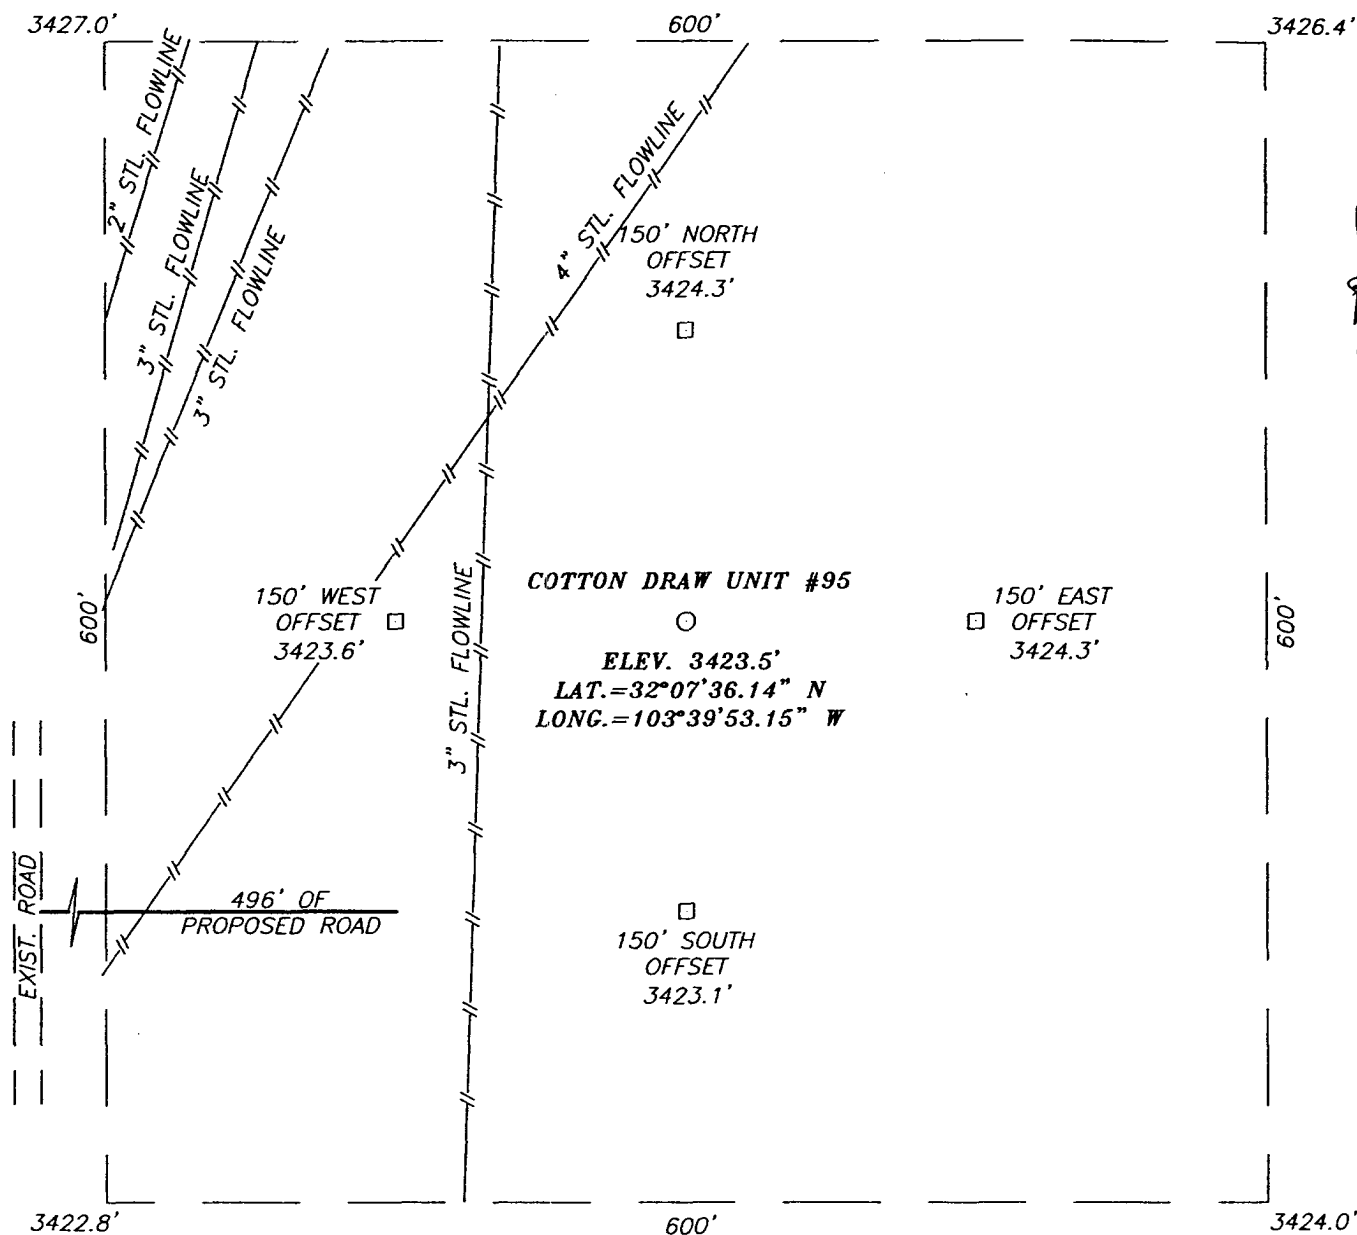 3427.0'
600'
3426.4'
2" STL. FLOWLINE
3" STL. FLOWLINE
3" STL. FLOWLINE
4" STL. FLOWLINE
150' NORTH
OFFSET
3424.3'
600'
150' WEST
OFFSET
3423.6'
3" STL. FLOWLINE
COTTON DRAW UNIT #95
ELEV. 3423.5'
LAT.=32°07'36.14" N
LONG.=103°39'53.15" W
150' EAST
OFFSET
3424.3'
600'
EXIST. ROAD
496' OF
PROPOSED ROAD
150' SOUTH
OFFSET
3423.1'
3422.8'
600'
3424.0'